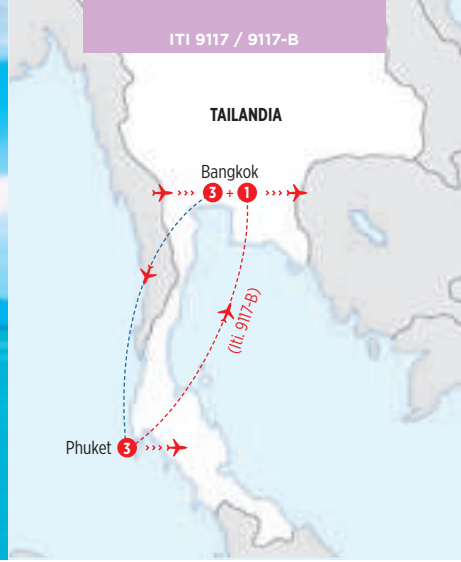 ITI 9117 / 9117-B
TAILANDIA
Bangkok
3 + 1
(Iti. 9117-B)
Phuket 3